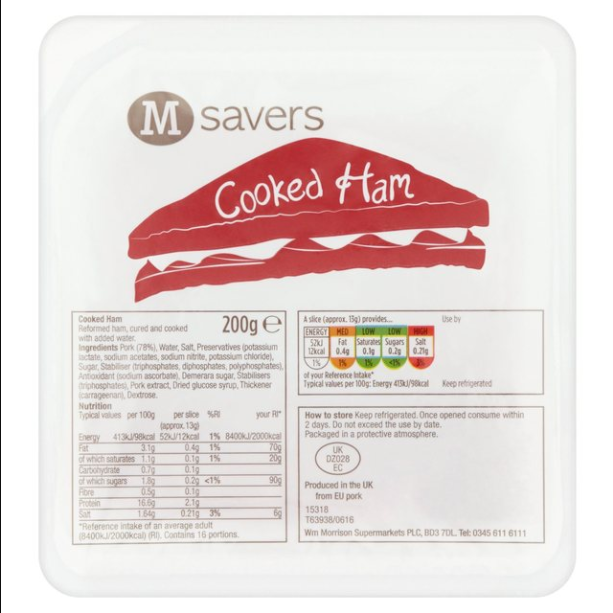 M savers
Cooked Ham
Cooked Ham 200g e
Reformed ham, cured and cooked
with added water.
Ingredients Pork (78%), Water, Salt, Preservatives (potassium
lactate, sodium acetates, sodium nitrite, potassium chloride),
Sugar, Stabiliser (triphosphates, diphosphates, polyphosphates),
Antioxidant (sodium ascorbate), Demerara sugar, Stabilisers
(triphosphates), Pork extract, Dried glucose syrup, Thickener
(carrageenan), Dextrose.
Nutrition
Typical values per 100g per slice %RI your RI*
(approx. 13g)
Energy 413kJ/98kcal 52kJ/12kcal 1% 8400kJ/2000kcal
Fat 3.1g 0.4g 1% 70g
of which saturates 1.1g 0.1g 1% 20g
Carbohydrate 0.7g 0.1g
of which sugars 1.8g 0.2g <1% 90g
Fibre 0.5g 0.1g
Protein 16.6g 2.1g
Salt 1.64g 0.21g 3% 6g
*Reference intake of an average adult
(8400kJ/2000kcal) (RI). Contains 16 portions.
A slice (approx. 13g) provides... Use by
ENERGY MED LOW LOW HIGH
52kJ Fat Saturates Sugars Salt
12kcal 0.4g 0.1g 0.2g 0.21g
1% 1% 1% <1% 3%
of your Reference Intake*
Typical values per 100g: Energy 413kJ/98kcal Keep refrigerated
How to store Keep refrigerated. Once opened consume within
2 days. Do not exceed the use by date.
Packaged in a protective atmosphere.
UK
DZ028
EC
Produced in the UK
from EU pork
15318
T63938/0616
Wm Morrison Supermarkets PLC, BD3 7DL. Tel: 0345 611 6111